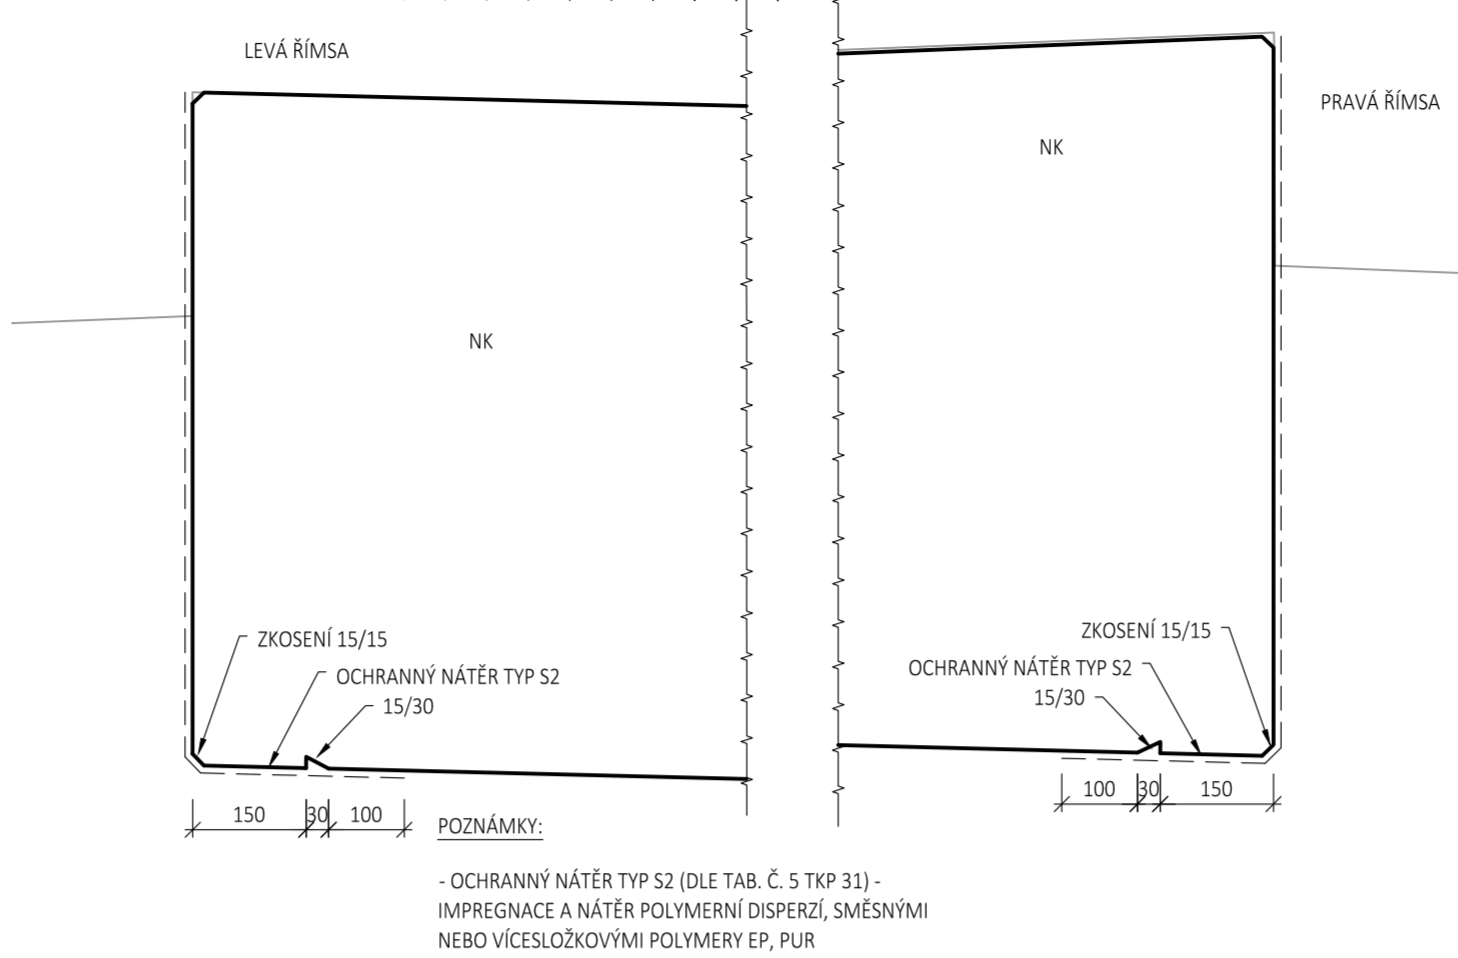 LEVÁ ŘÍMSA
PRAVÁ ŘÍMSA
NK
NK
ZKOSENÍ 15/15
OCHRANNÝ NÁTĚR TYP S2
15/30
ZKOSENÍ 15/15
OCHRANNÝ NÁTĚR TYP S2
15/30
150 30 100
100 30 150
POZNÁMKY:
- OCHRANNÝ NÁTĚR TYP S2 (DLE TAB. Č. 5 TKP 31) -
IMPREGNACE A NÁTĚR POLYMERNÍ DISPERZÍ, SMĚSNÝMI
NEBO VÍCESLOŽKOVÝMI POLYMERY EP, PUR